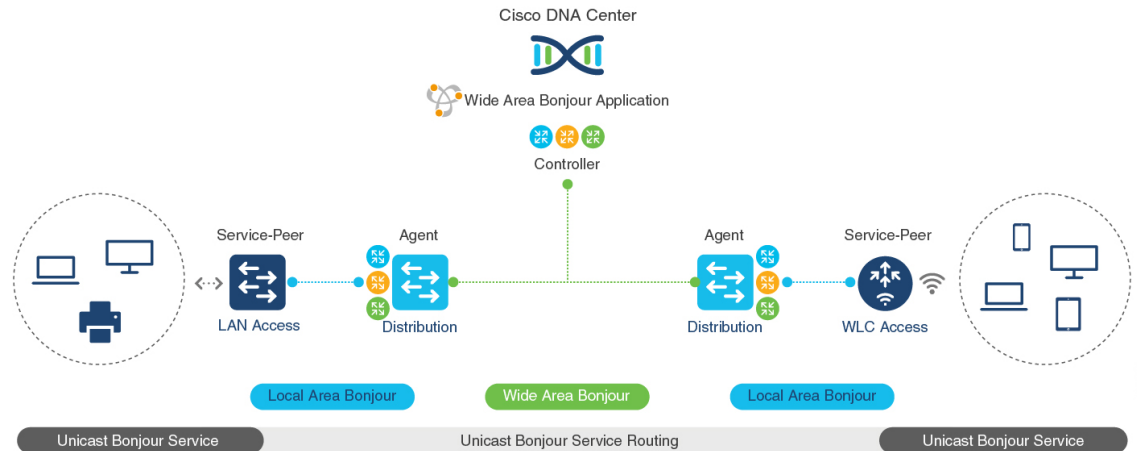 Cisco DNA Center
Wide Area Bonjour Application
Controller
Service-Peer
Agent
Agent
Service-Peer
LAN Access
Distribution
Distribution
WLC Access
Local Area Bonjour
Wide Area Bonjour
Local Area Bonjour
Unicast Bonjour Service
Unicast Bonjour Service Routing
Unicast Bonjour Service